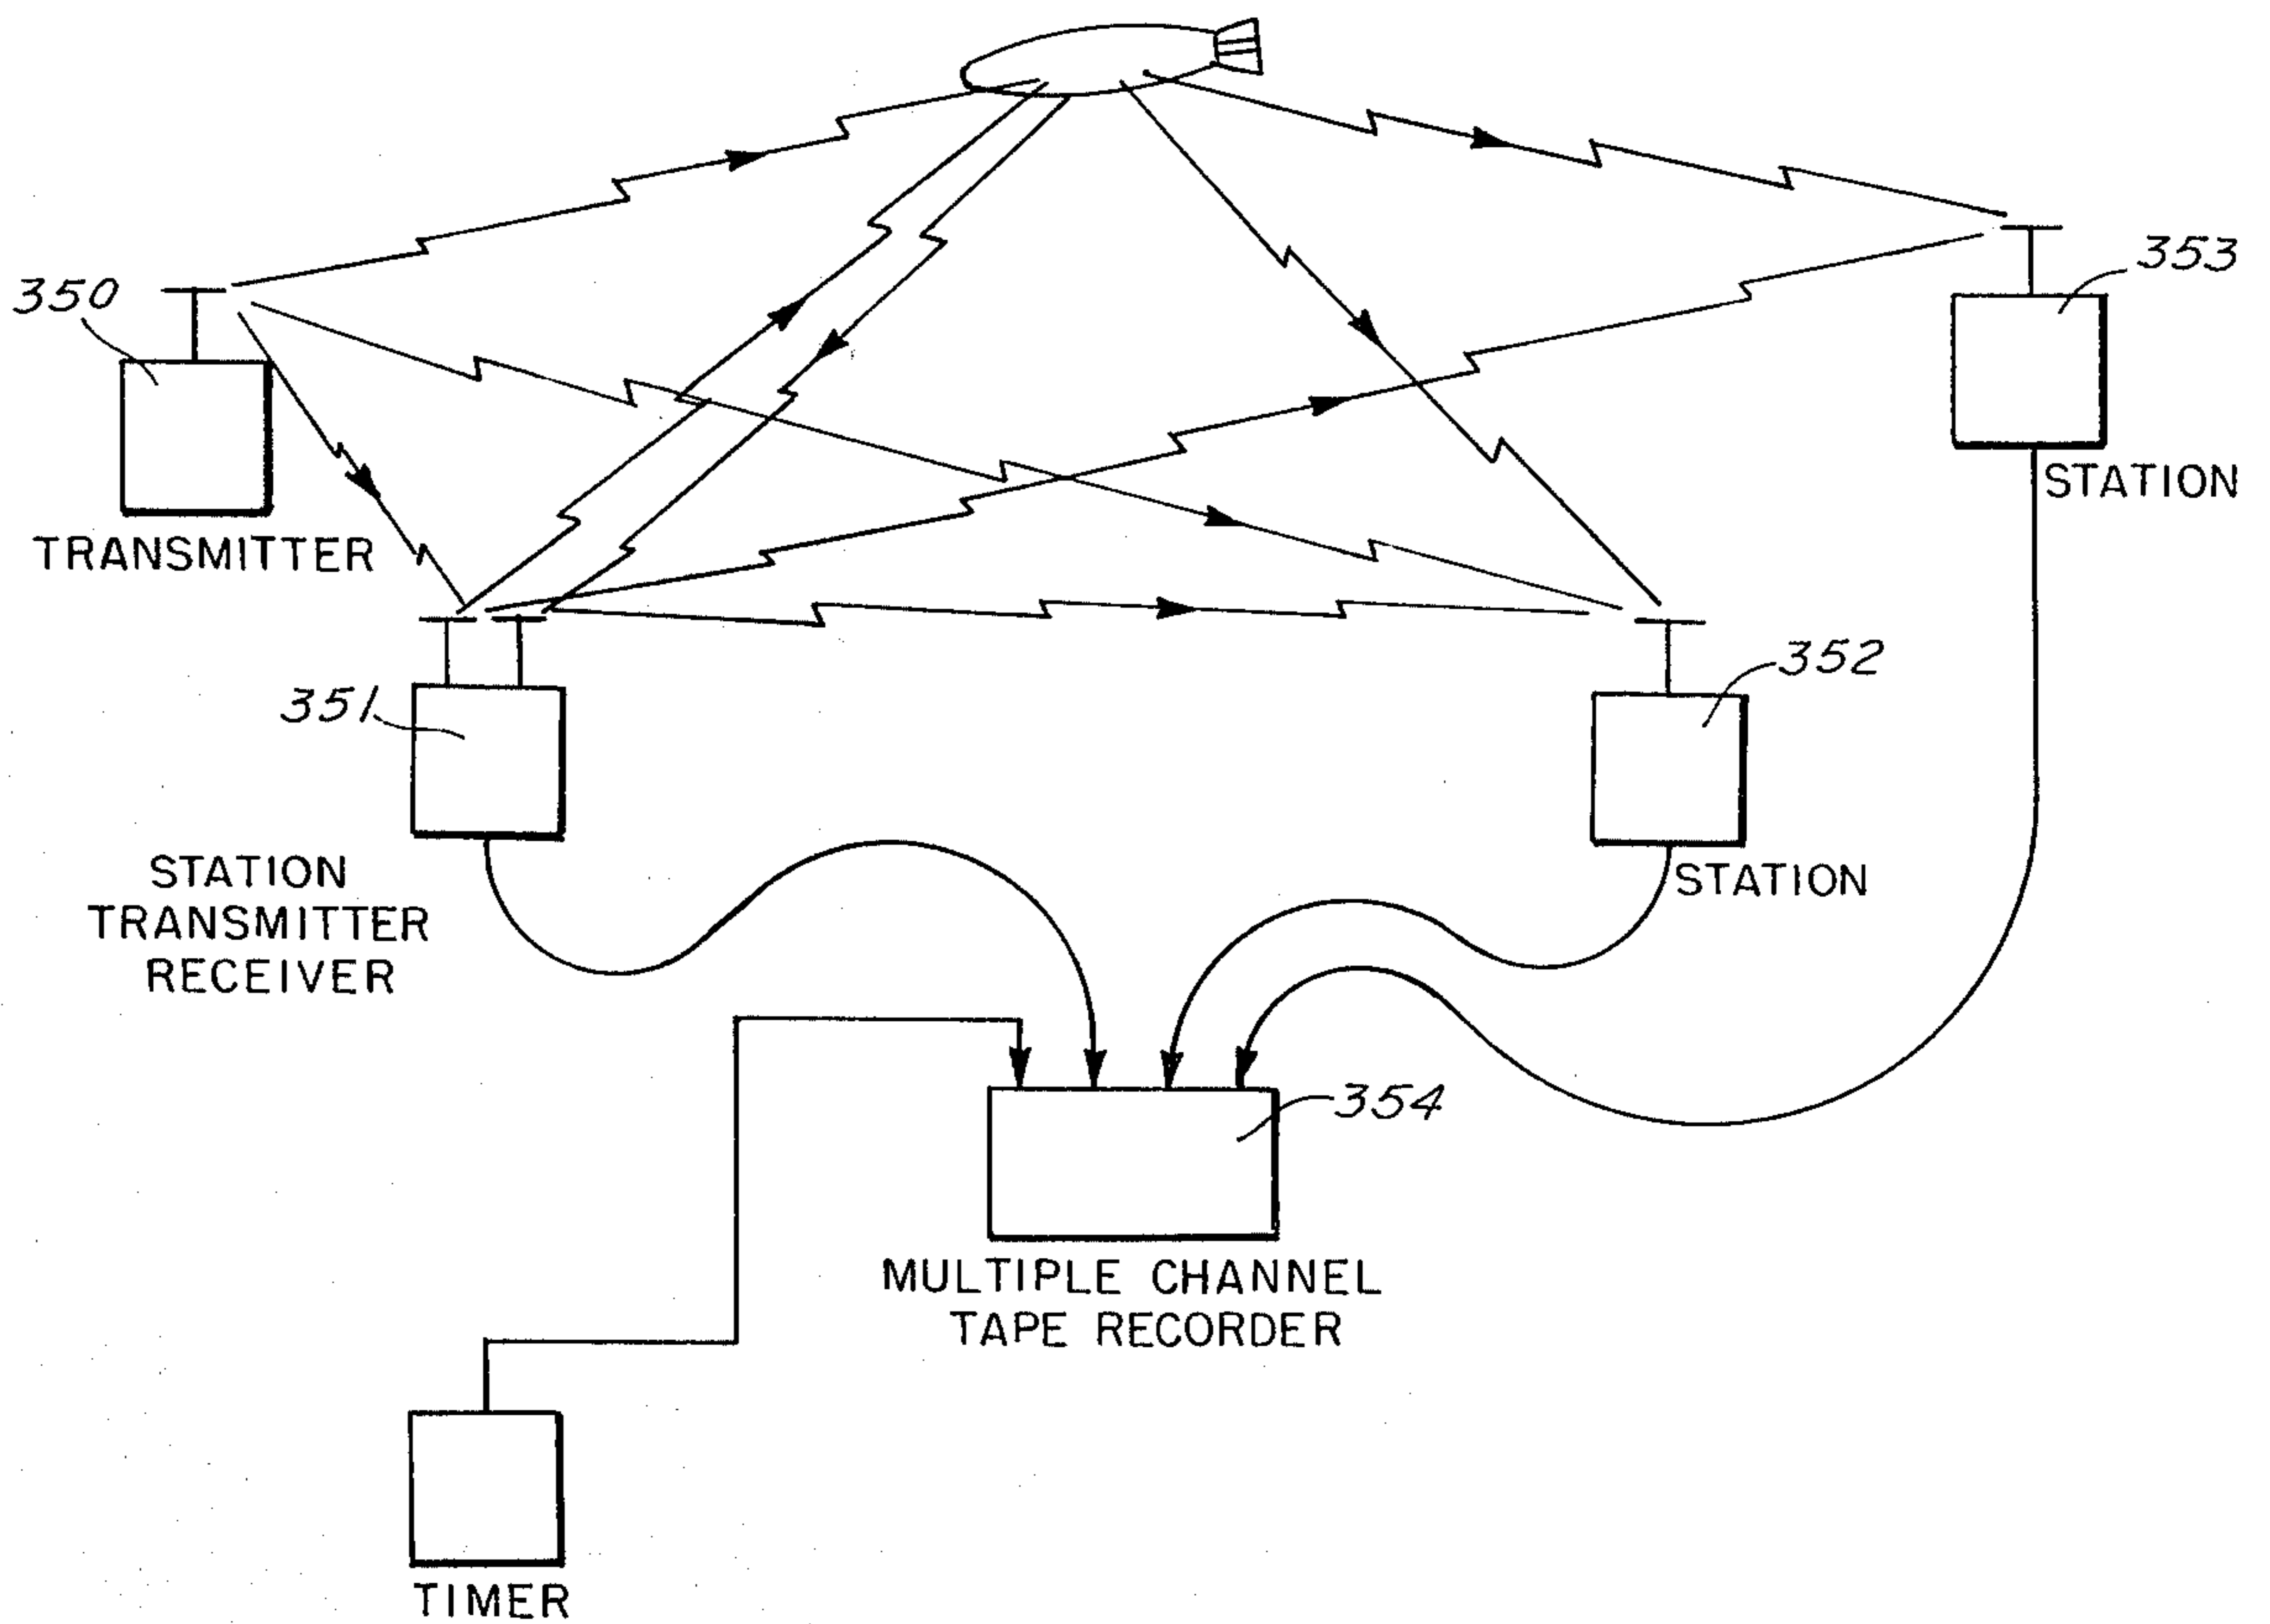 353
350
STATION
TRANSMITTER
352
351
STATION
TRANSMITTER
RECEIVER
STATION
354
MULTIPLE CHANNEL
TAPE RECORDER
TIMER